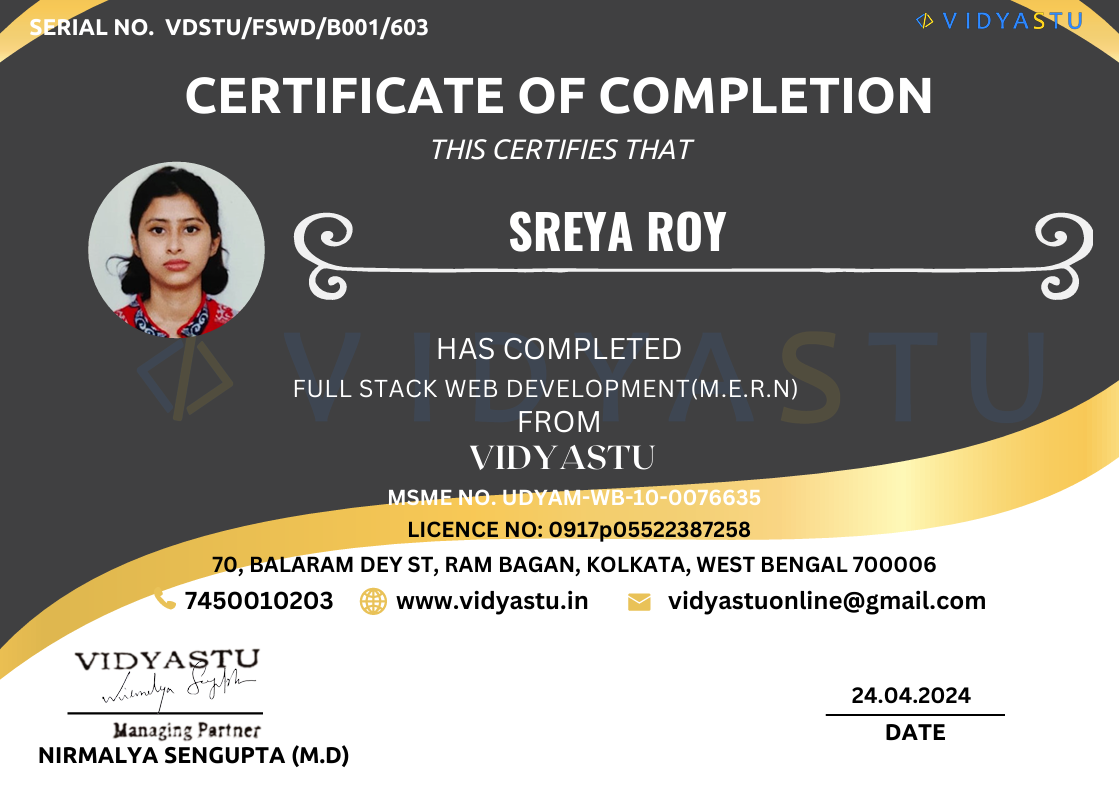 SERIAL NO. VDSTU/FSWD/B001/603
VIDYASTU
CERTIFICATE OF COMPLETION
THIS CERTIFIES THAT
SREYA ROY
HAS COMPLETED
VIDYASTU
FULL STACK WEB DEVELOPMENT(M.E.R.N)
FROM
VIDYASTU
MSME NO. UDYAM-WB-10-0076635
LICENCE NO: 0917p05522387258
70, BALARAM DEY ST, RAM BAGAN, KOLKATA, WEST BENGAL 700006
7450010203 www.vidyastu.in vidyastuonline@gmail.com
VIDYASTU
Nirmalya Sengupta
Managing Partner
NIRMALYA SENGUPTA (M.D)
24.04.2024
DATE